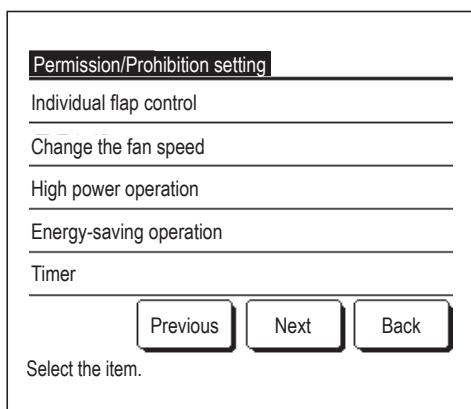 Permission/Prohibition setting
Individual flap control
Change the fan speed
High power operation
Energy-saving operation
Timer
Previous Next Back
Select the item.